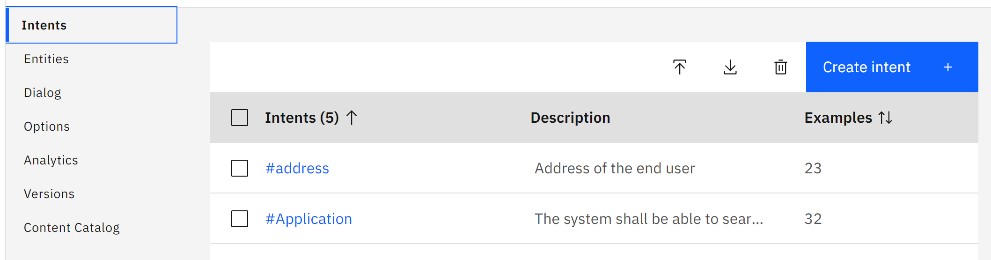 Intents
Entities
Dialog
Options
Analytics
Versions
Content Catalog
Create intent +
Intents (5) Description Examples
#address Address of the end user 23
#Application The system shall be able to sear... 32